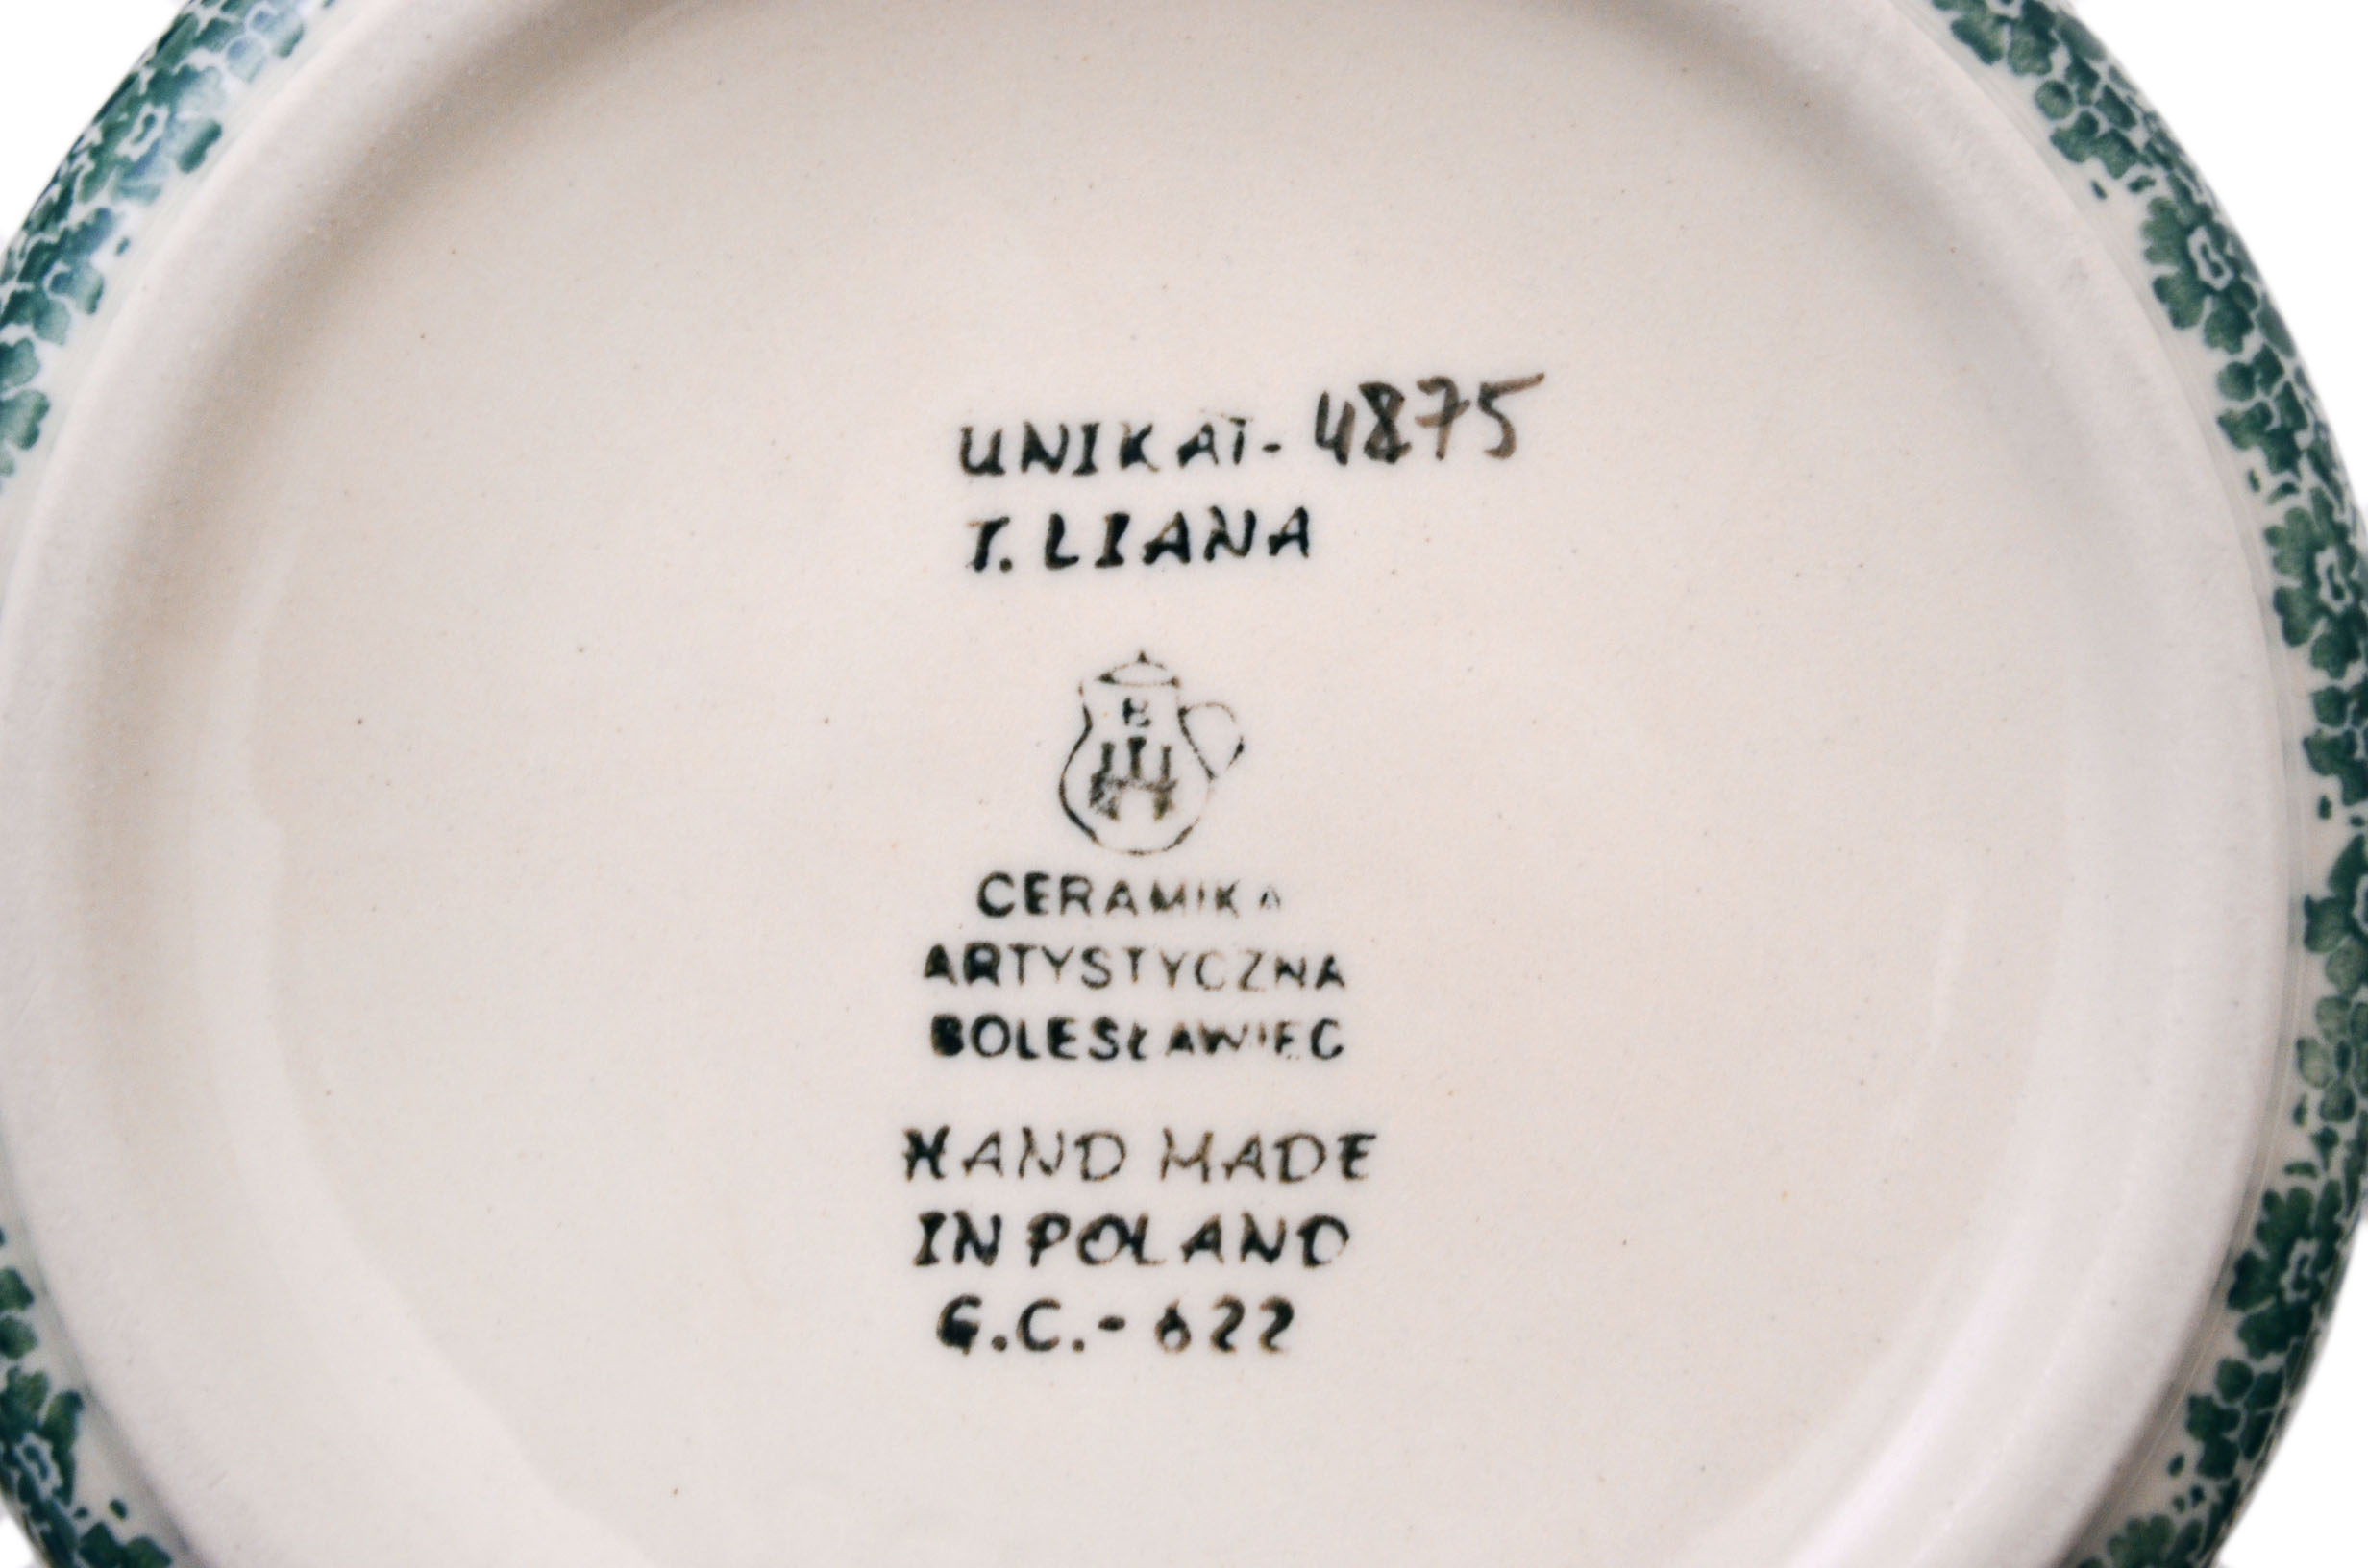 UNIKAT-4875
T. LIANA
B
CERAMIKA
ARTYSTYCZNA
BOLESŁAWIEC
HAND MADE
IN POLAND
G.C.-622